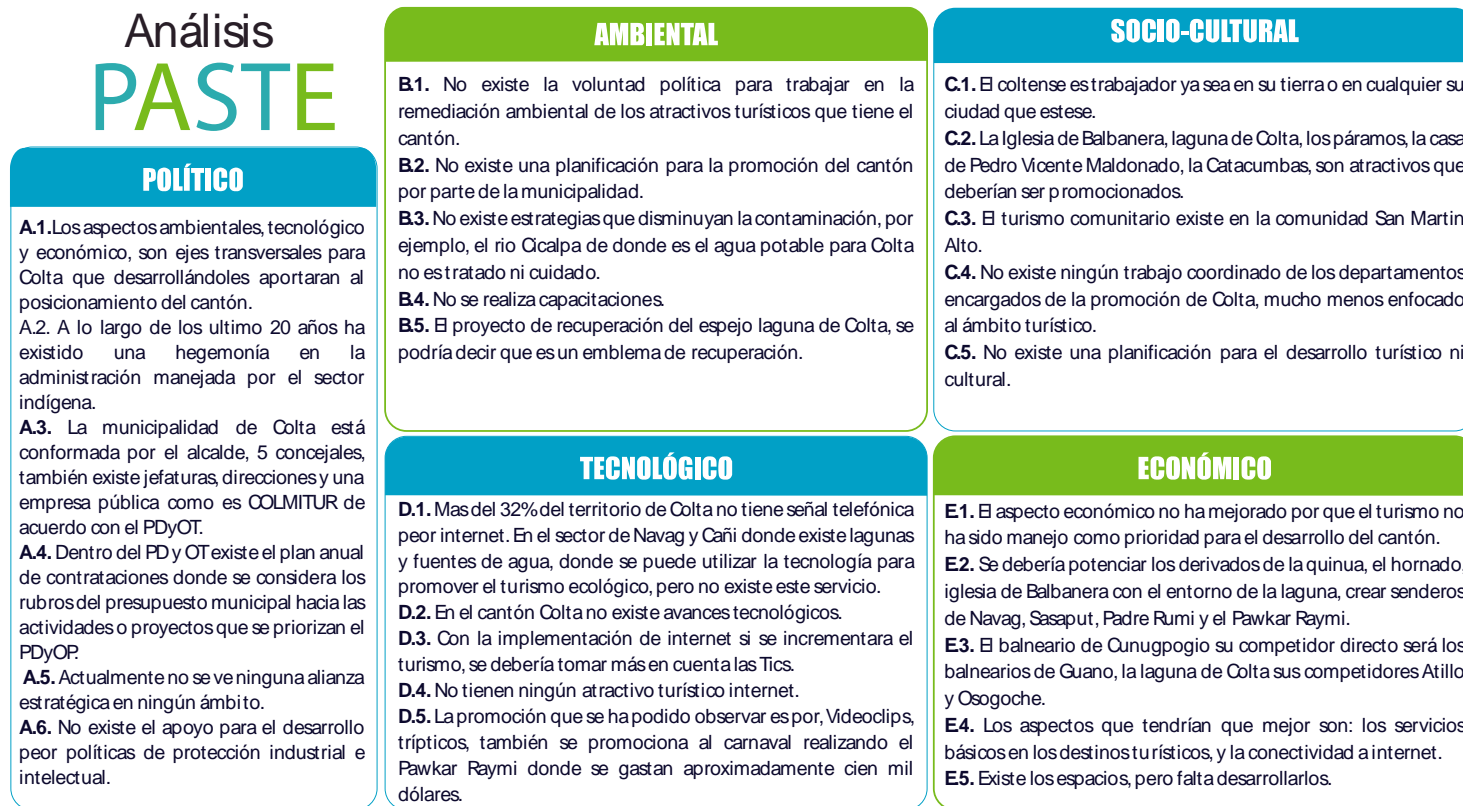 Análisis
PASTE
POLÍTICO
A.1.Los aspectos ambientales, tecnológico
y económico, son ejes transversales para
Colta que desarrollándoles aportaran al
posicionamiento del cantón.
A.2. A lo largo de los ultimo 20 años ha
existido una hegemonía en la
administración manejada por el sector
indígena.
A.3. La municipalidad de Colta está
conformada por el alcalde, 5 concejales,
también existe jefaturas, direcciones y una
empresa pública como es COLMITUR de
acuerdo con el PDyOT.
A.4. Dentro del PD y OT existe el plan anual
de contrataciones donde se considera los
rubros del presupuesto municipal hacia las
actividades o proyectos que se priorizan el
PDyOP.
A.5. Actualmente no se ve ninguna alianza
estratégica en ningún ámbito.
A.6. No existe el apoyo para el desarrollo
peor políticas de protección industrial e
intelectual.
AMBIENTAL
B.1. No existe la voluntad política para trabajar en la
remediación ambiental de los atractivos turísticos que tiene el
cantón.
B.2. No existe una planificación para la promoción del cantón
por parte de la municipalidad.
B.3. No existe estrategias que disminuyan la contaminación, por
ejemplo, el rio Cicalpa de donde es el agua potable para Colta
no es tratado ni cuidado.
B.4. No se realiza capacitaciones.
B.5. El proyecto de recuperación del espejo laguna de Colta, se
podría decir que es un emblema de recuperación.
SOCIO-CULTURAL
C.1. El coltense es trabajador ya sea en su tierra o en cualquier su
ciudad que estese.
C.2. La Iglesia de Balbanera, laguna de Colta, los páramos, la casa
de Pedro Vicente Maldonado, la Catacumbas, son atractivos que
deberían ser promocionados.
C.3. El turismo comunitario existe en la comunidad San Martin
Alto.
C.4. No existe ningún trabajo coordinado de los departamentos
encargados de la promoción de Colta, mucho menos enfocado
al ámbito turístico.
C.5. No existe una planificación para el desarrollo turístico ni
cultural.
TECNOLÓGICO
D.1. Mas del 32% del territorio de Colta no tiene señal telefónica
peor internet. En el sector de Navag y Cañi donde existe lagunas
y fuentes de agua, donde se puede utilizar la tecnología para
promover el turismo ecológico, pero no existe este servicio.
D.2. En el cantón Colta no existe avances tecnológicos.
D.3. Con la implementación de internet si se incrementara el
turismo, se debería tomar más en cuenta las Tics.
D.4. No tienen ningún atractivo turístico internet.
D.5. La promoción que se ha podido observar es por, Videoclips,
trípticos, también se promociona al carnaval realizando el
Pawkar Raymi donde se gastan aproximadamente cien mil
dólares.
ECONÓMICO
E.1. El aspecto económico no ha mejorado por que el turismo no
ha sido manejo como prioridad para el desarrollo del cantón.
E.2. Se debería potenciar los derivados de la quinua, el hornado,
iglesia de Balbanera con el entorno de la laguna, crear senderos
de Navag, Sasaput, Padre Rumi y el Pawkar Raymi.
E.3. El balneario de Cunugpogio su competidor directo será los
balnearios de Guano, la laguna de Colta sus competidores Atillo
y Osogoche.
E.4. Los aspectos que tendrían que mejor son: los servicios
básicos en los destinos turísticos, y la conectividad a internet.
E.5. Existe los espacios, pero falta desarrollarlos.